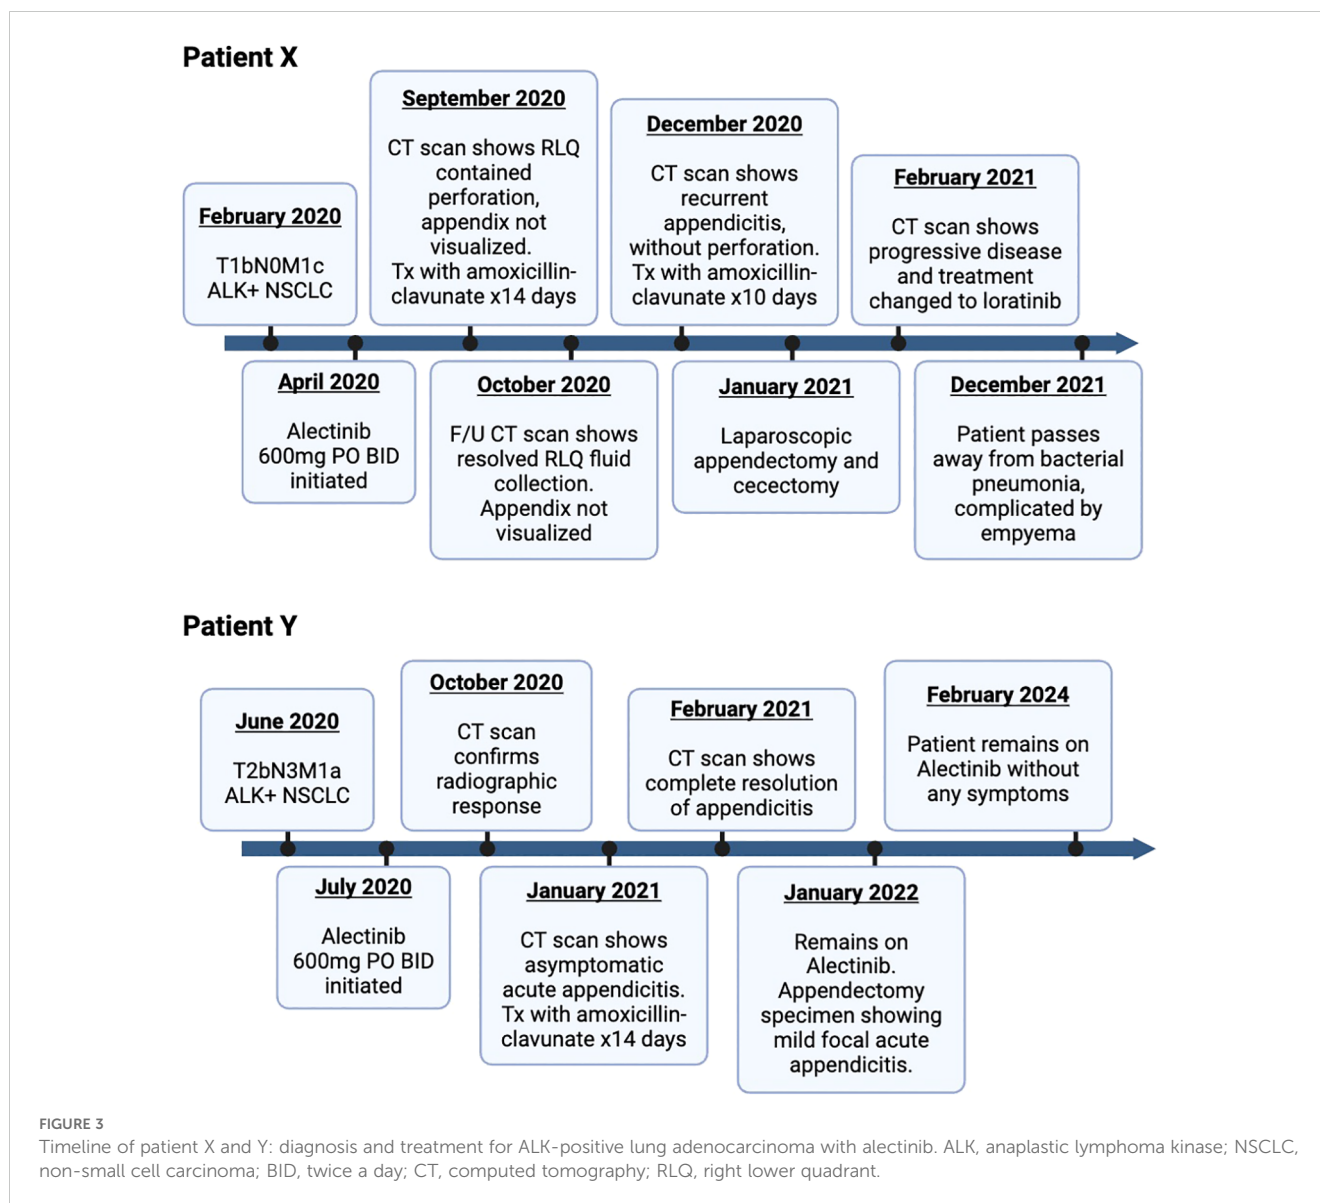 Patient X
February 2020
T1bN0M1c
ALK+ NSCLC
April 2020
Alectinib
600mg PO BID
initiated
September 2020
CT scan shows RLQ
contained
perforation,
appendix not
visualized.
Tx with amoxicillin-
clavunate x14 days
October 2020
F/U CT scan shows
resolved RLQ fluid
collection.
Appendix not
visualized
December 2020
CT scan shows
recurrent
appendicitis,
without perforation.
Tx with amoxicillin-
clavunate x10 days
January 2021
Laparoscopic
appendectomy and
cecectomy
February 2021
CT scan shows
progressive disease
and treatment
changed to loratinib
December 2021
Patient passes
away from bacterial
pneumonia,
complicated by
empyema
Patient Y
June 2020
T2bN3M1a
ALK+ NSCLC
July 2020
Alectinib
600mg PO BID
initiated
October 2020
CT scan
confirms
radiographic
response
January 2021
CT scan shows
asymptomatic
acute appendicitis.
Tx with amoxicillin-
clavunate x14 days
February 2021
CT scan shows
complete resolution
of appendicitis
January 2022
Remains on
Alectinib.
Appendectomy
specimen showing
mild focal acute
appendicitis.
February 2024
Patient remains on
Alectinib without
any symptoms
FIGURE 3
Timeline of patient X and Y: diagnosis and treatment for ALK-positive lung adenocarcinoma with alectinib. ALK, anaplastic lymphoma kinase; NSCLC,
non-small cell carcinoma; BID, twice a day; CT, computed tomography; RLQ, right lower quadrant.